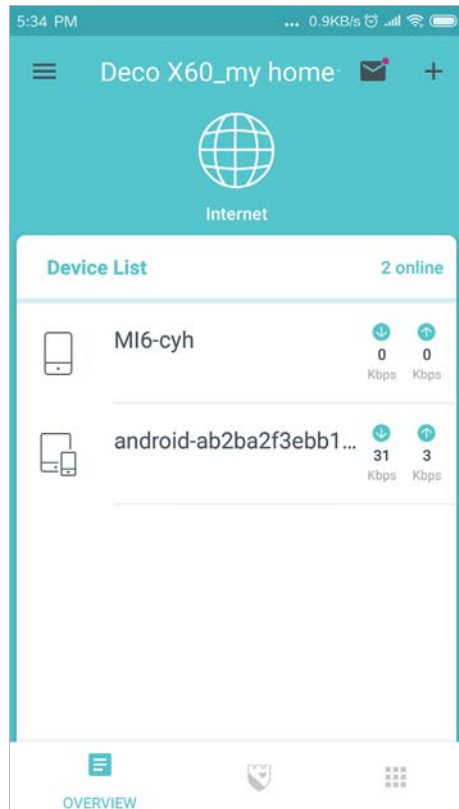 5:34 PM ... 0.9KB/s
Deco X60_my home
Internet
Device List 2 online
MI6-cyh
0 0
Kbps Kbps
android-ab2ba2f3ebb1...
31 3
Kbps Kbps
OVERVIEW